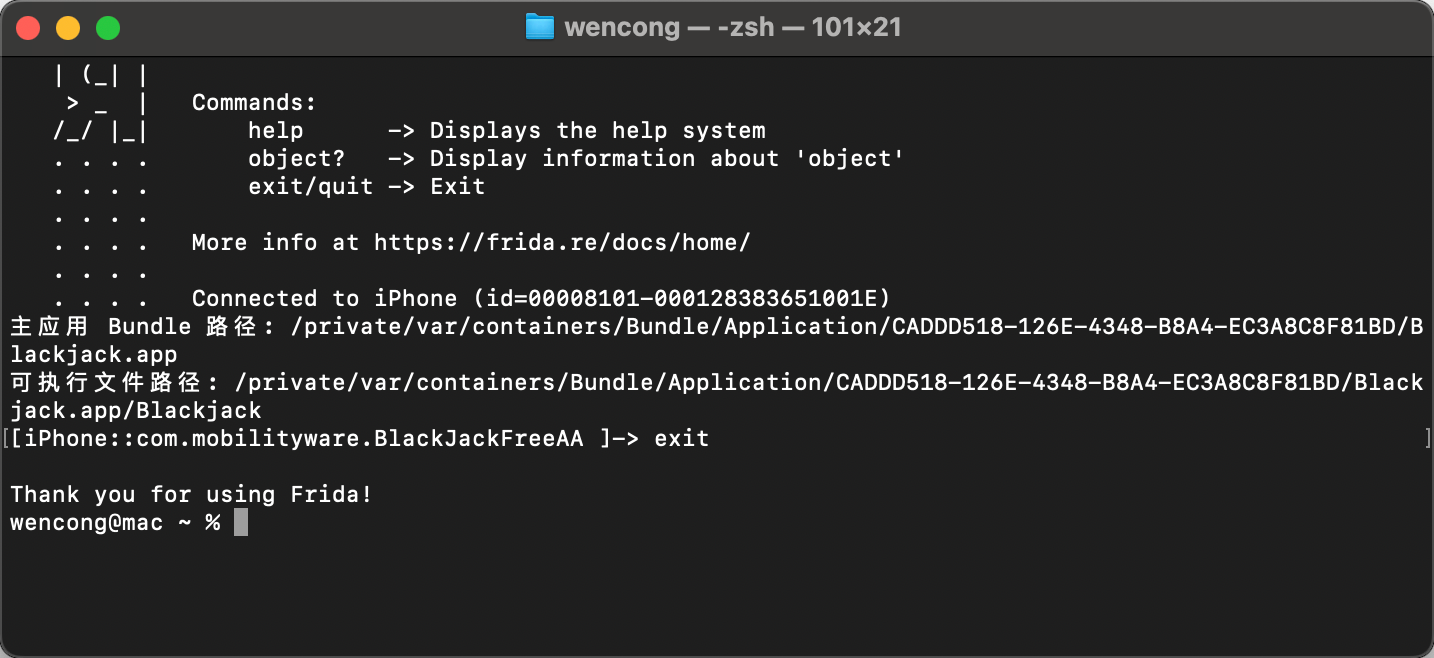 wencong — -zsh — 101×21
| (_| |
> _ | Commands:
/_/ |_| help -> Displays the help system
. . . . object? -> Display information about 'object'
. . . . exit/quit -> Exit
. . . .
. . . . More info at https://frida.re/docs/home/
. . . .
. . . . Connected to iPhone (id=00008101-000128383651001E)
主应用 Bundle 路径: /private/var/containers/Bundle/Application/CADDD518-126E-4348-B8A4-EC3A8C8F81BD/B
lackjack.app
可执行文件路径: /private/var/containers/Bundle/Application/CADDD518-126E-4348-B8A4-EC3A8C8F81BD/Black
jack.app/Blackjack
[[iPhone::com.mobilityware.BlackJackFreeAA ]-> exit ]
Thank you for using Frida!
wencong@mac ~ %